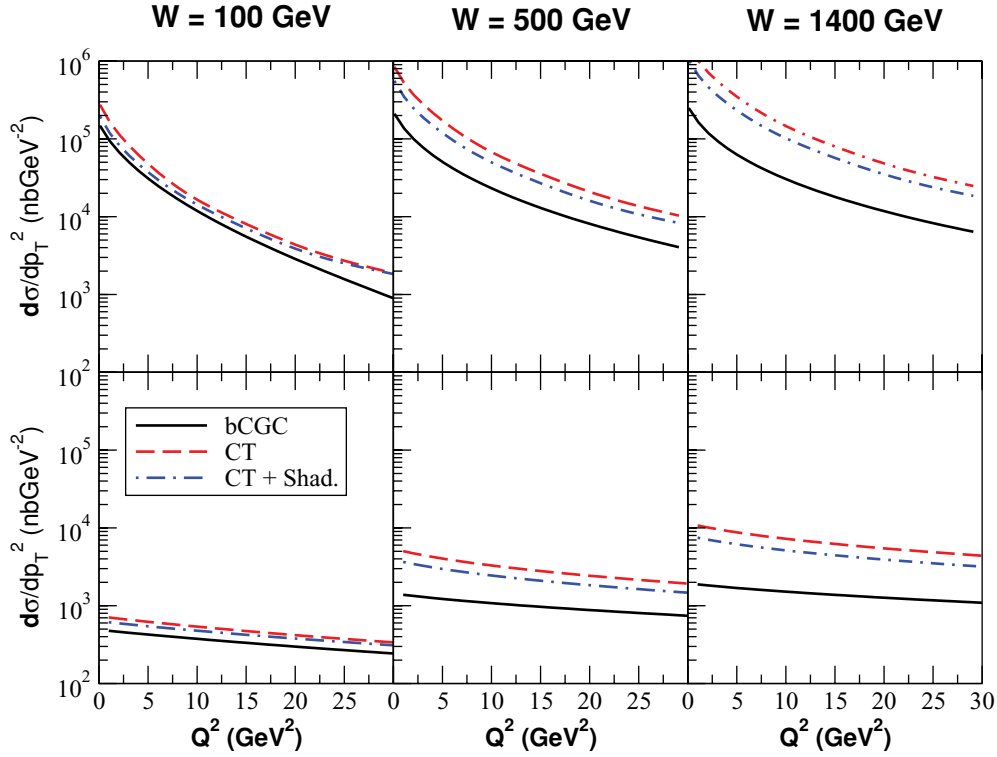 W = 100 GeV W = 500 GeV W = 1400 GeV
10^6
10^5
10^4
10^3
10^2
dσ/dp_T^2 (nbGeV^-2)
bCGC
CT
CT + Shad.
10^2
10^5
10^4
10^3
10^2
dσ/dp_T^2 (nbGeV^-2)
0 5 10 15 20 25 0 5 10 15 20 25 0 5 10 15 20 25 30
Q^2 (GeV^2) Q^2 (GeV^2) Q^2 (GeV^2)